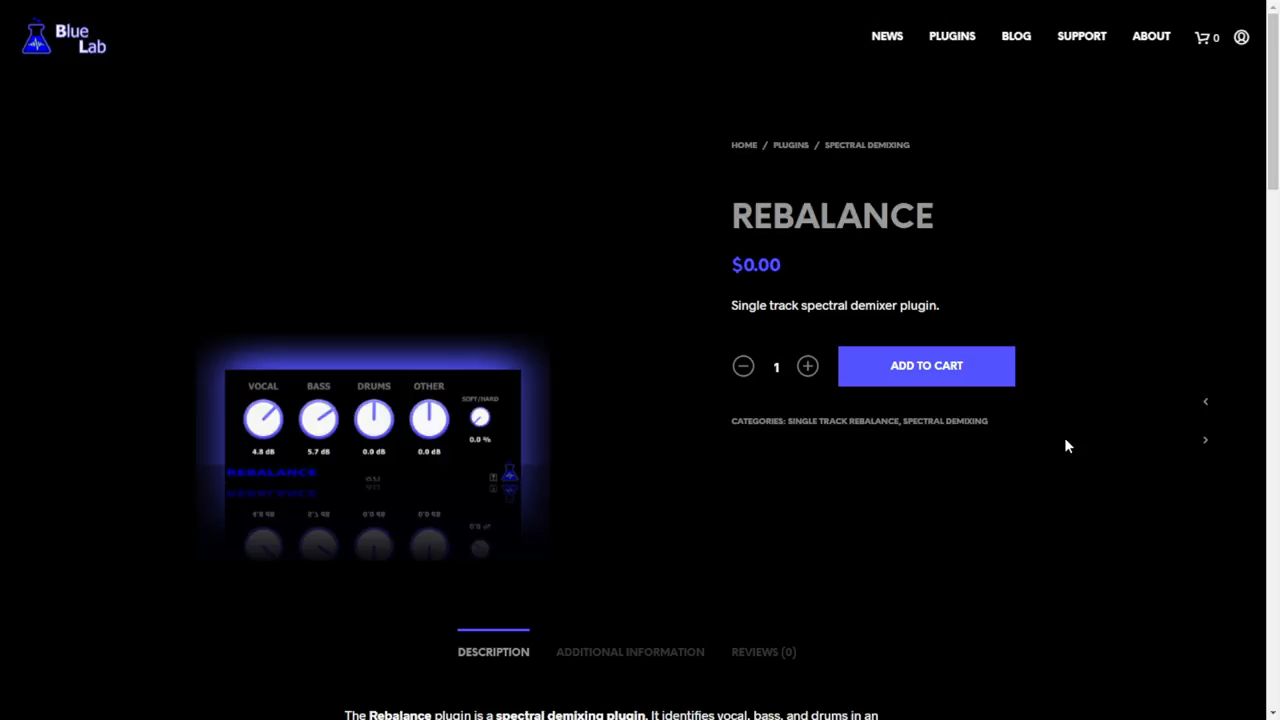 Blue
Lab
NEWS PLUGINS BLOG SUPPORT ABOUT 0
HOME / PLUGINS / SPECTRAL DEMIXING
REBALANCE
$0.00
Single track spectral demixer plugin.
1 ADD TO CART
CATEGORIES: SINGLE TRACK REBALANCE, SPECTRAL DEMIXING
VOCAL BASS DRUMS OTHER
SOFT/HARD
0.0 %
4.8 dB 5.7 dB 0.0 dB 0.0 dB
REBALANCE
DESCRIPTION ADDITIONAL INFORMATION REVIEWS (0)
The Rebalance plugin is a spectral demixing plugin. It identifies vocal, bass, and drums in an